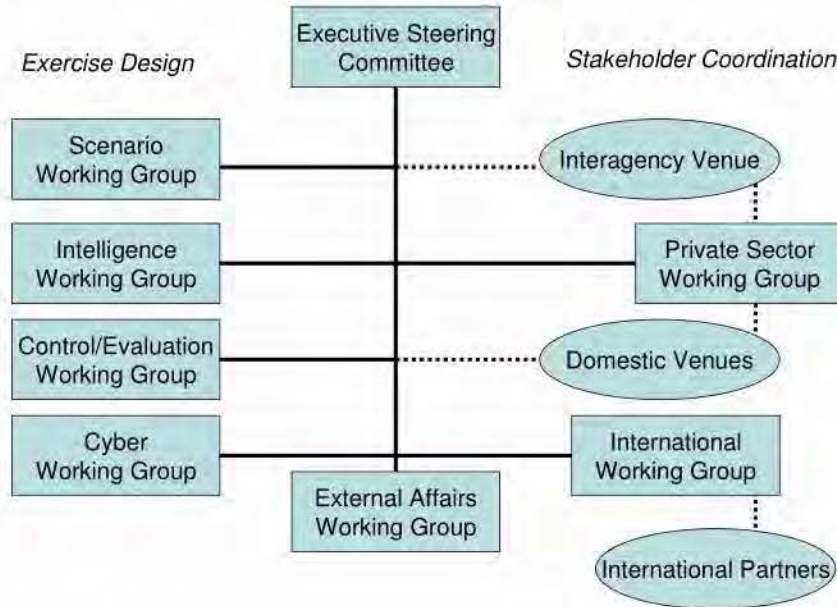 Executive Steering
Committee
Exercise Design
Stakeholder Coordination
Scenario
Working Group
Interagency Venue
Intelligence
Working Group
Private Sector
Working Group
Control/Evaluation
Working Group
Domestic Venues
Cyber
Working Group
International
Working Group
External Affairs
Working Group
International Partners